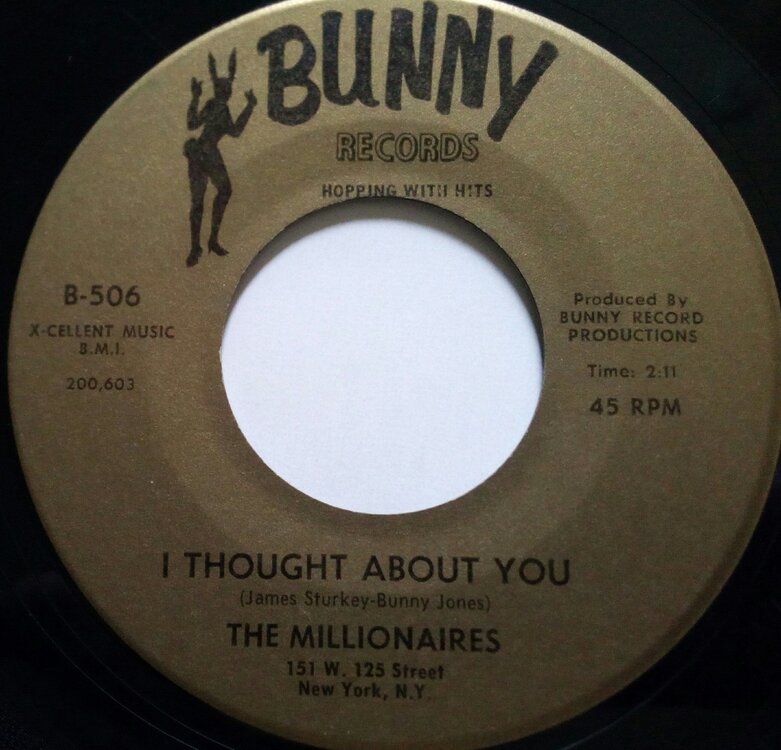 BUNNY
RECORDS
HOPPING WITH HITS
B-506
X-CELLENT MUSIC
B.M.I.
200,603
Produced By
BUNNY RECORD
PRODUCTIONS
Time: 2:11
45 RPM
I THOUGHT ABOUT YOU
(James Sturkey-Bunny Jones)
THE MILLIONAIRES
151 W. 125 Street
New York, N.Y.